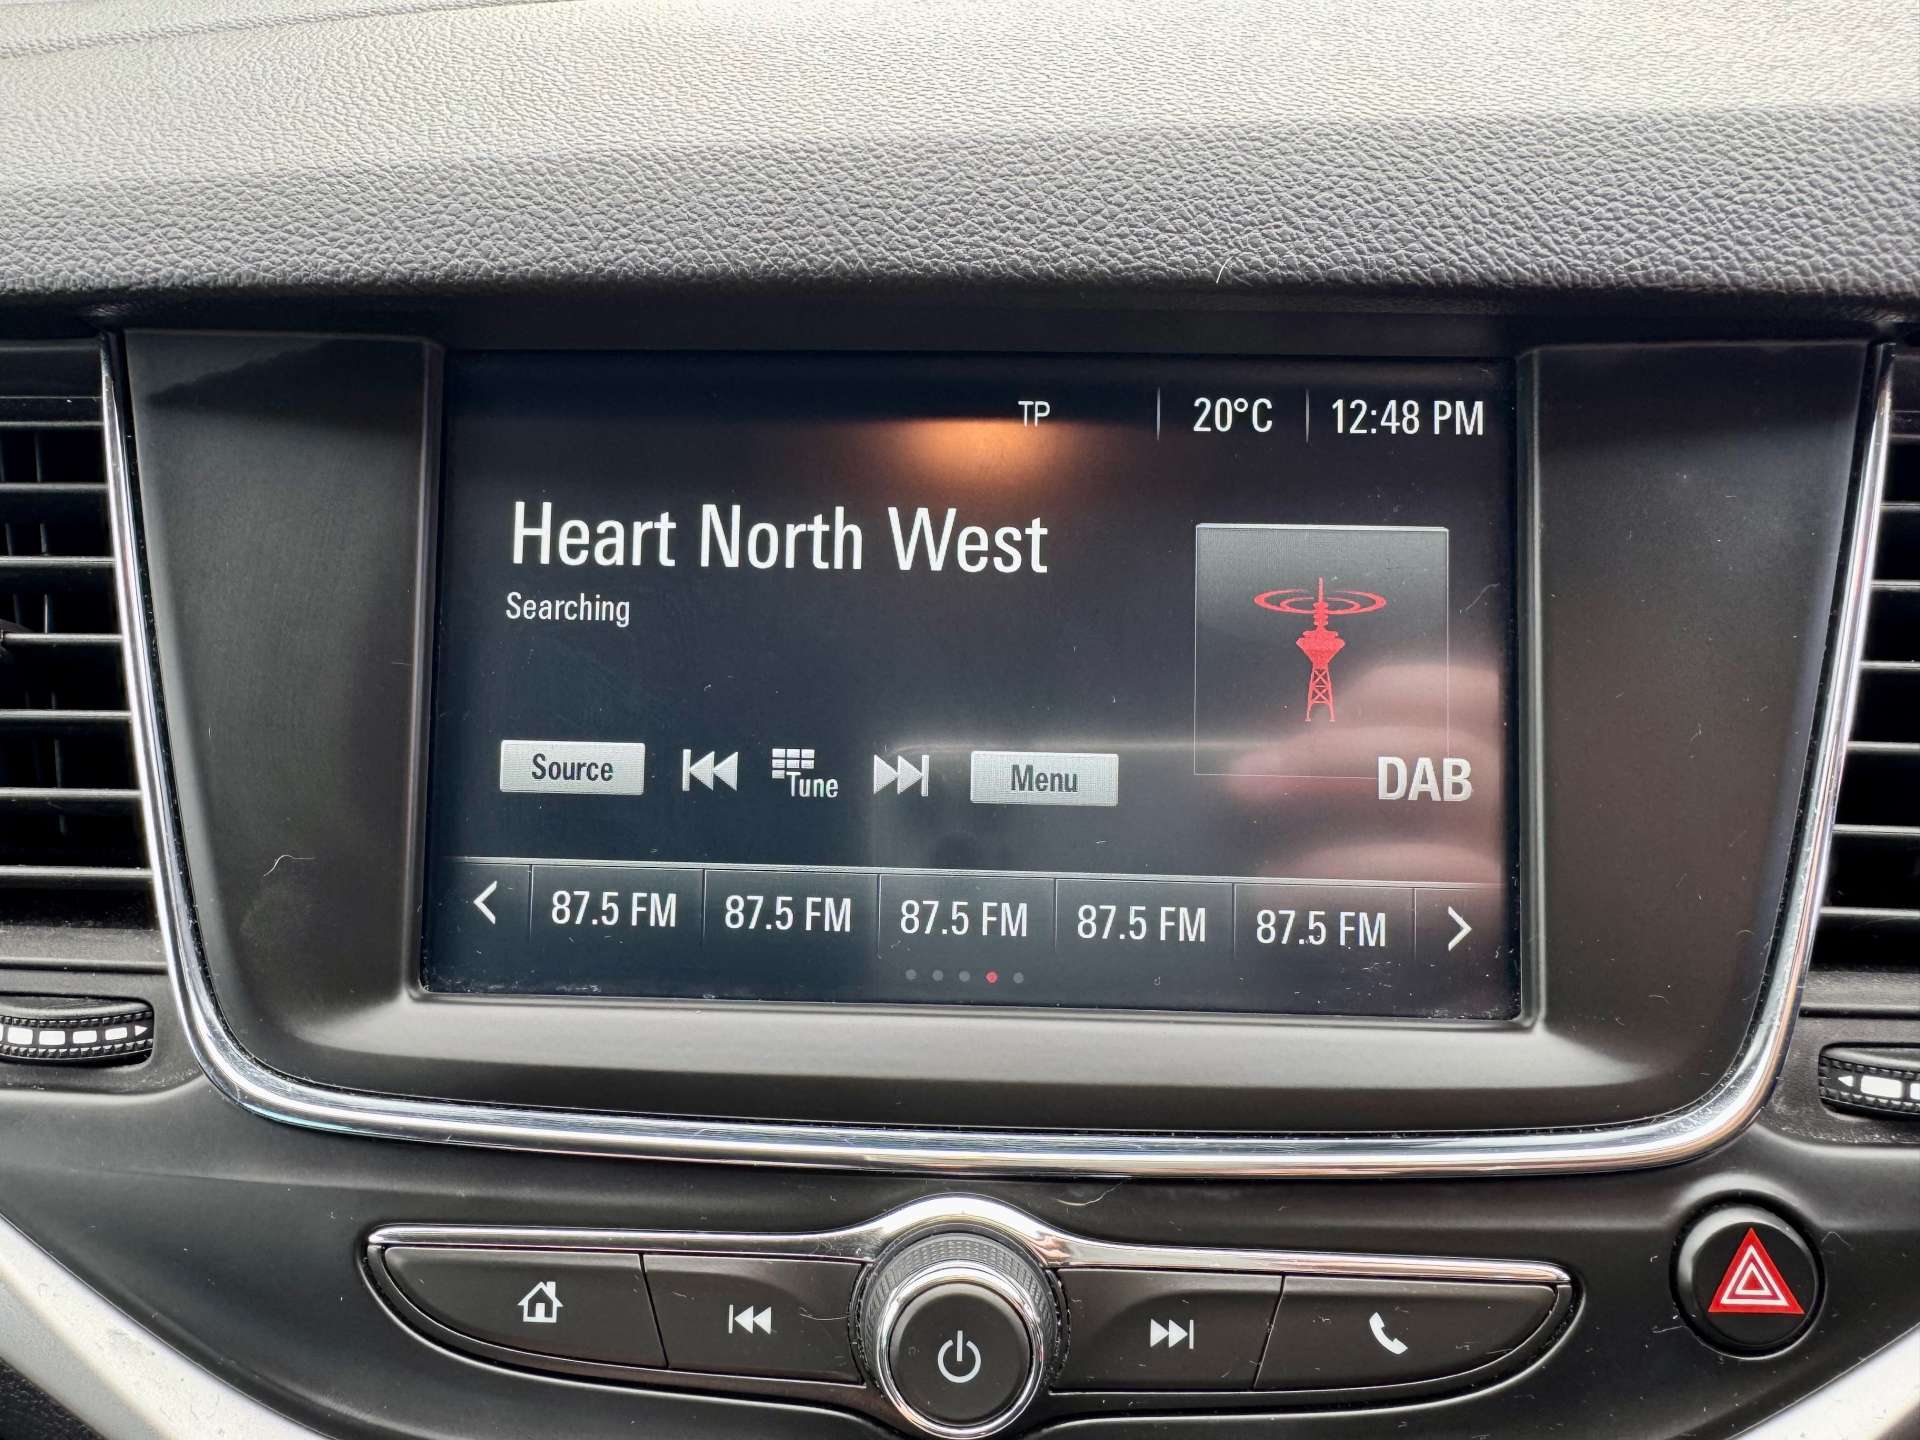 TP 20°C 12:48 PM
Heart North West
Searching
Source Tune Menu
DAB
87.5 FM 87.5 FM 87.5 FM 87.5 FM 87.5 FM